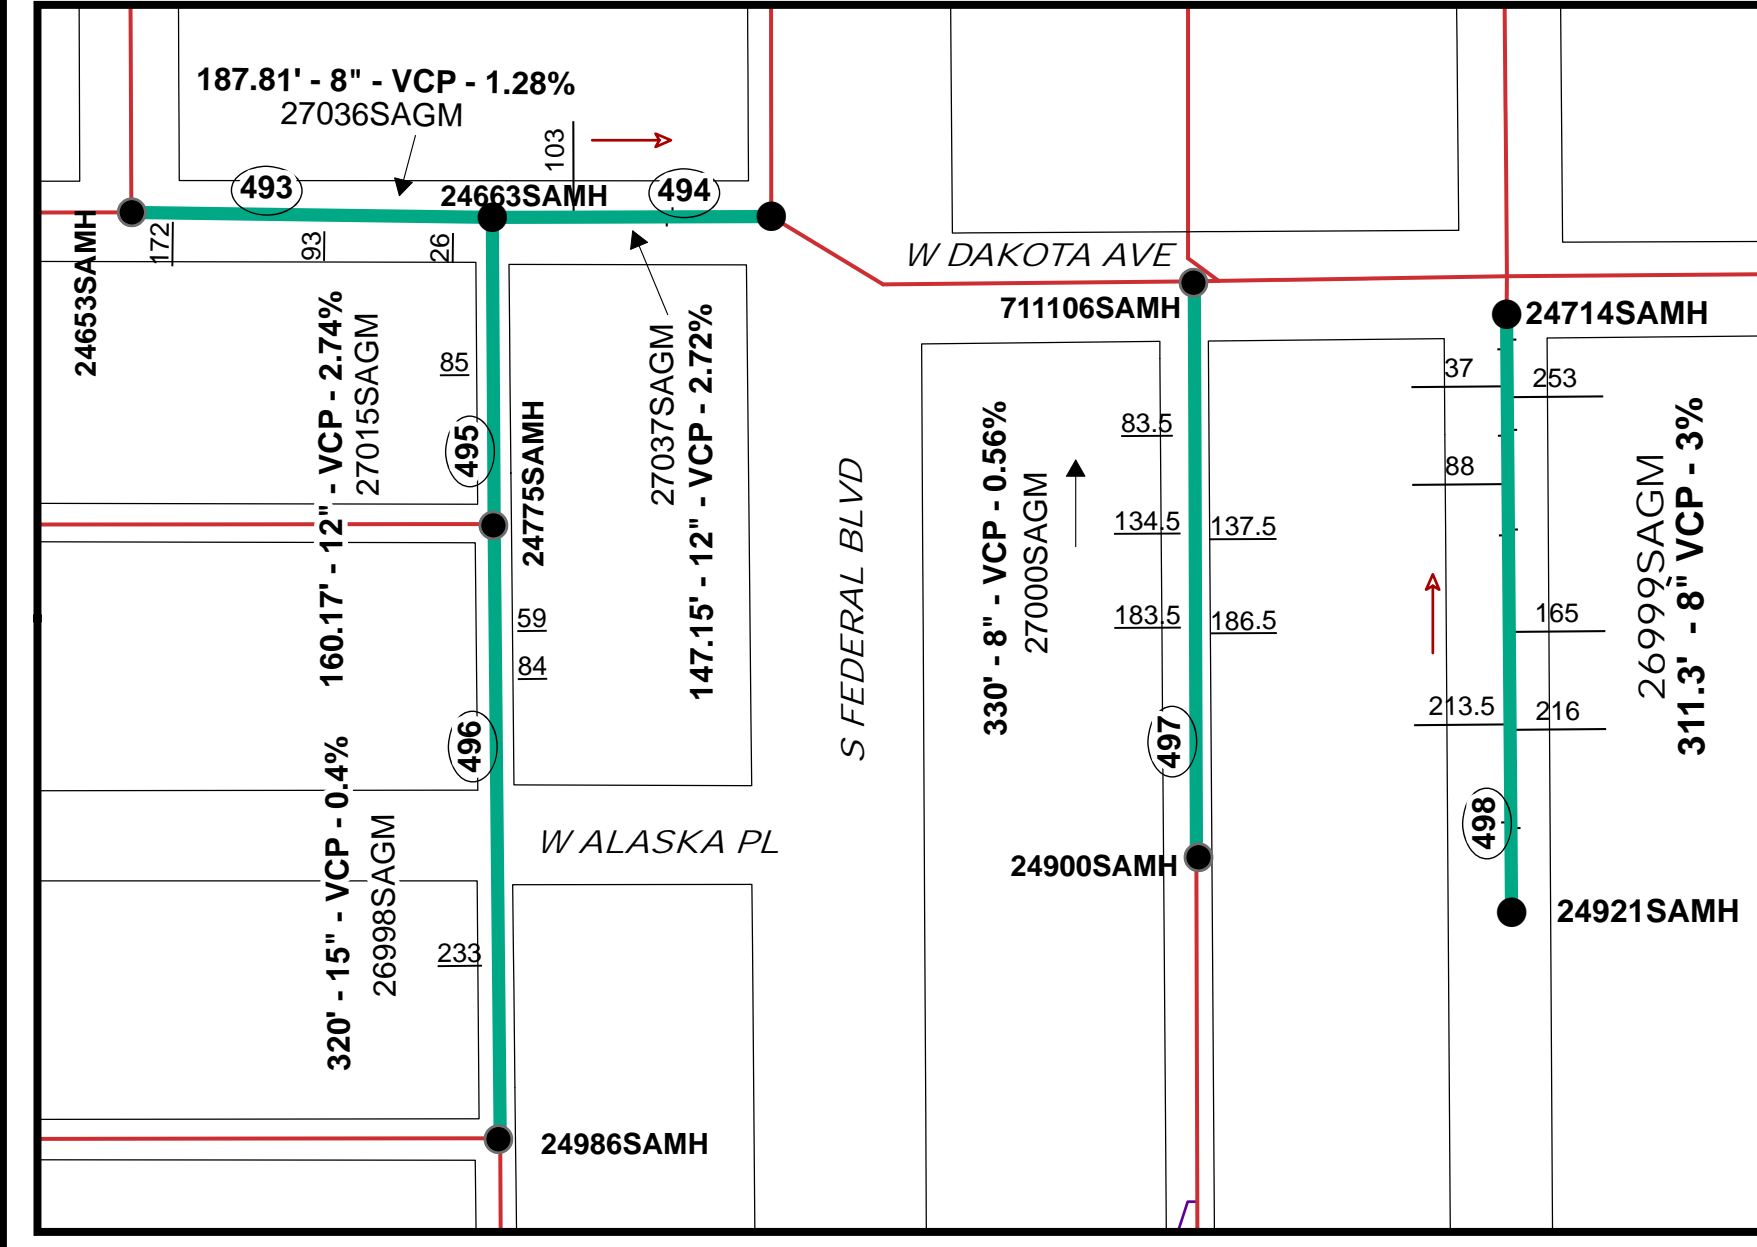 187.81' - 8" - VCP - 1.28%
27036SAGM
103
493
24663SAMH
494
24653SAMH
172
93
26
W DAKOTA AVE
711106SAMH
24714SAMH
160.17' - 12" - VCP - 2.74%
27015SAGM
85
495
24775SAMH
27037SAGM
147.15' - 12" - VCP - 2.72%
S FEDERAL BLVD
330' - 8" - VCP - 0.56%
27000SAGM
83.5
134.5
137.5
183.5
186.5
497
37
253
88
165
213.5
216
26999SAGM
311.3' - 8" VCP - 3%
498
59
84
496
320' - 15" - VCP - 0.4%
26998SAGM
W ALASKA PL
233
24900SAMH
24921SAMH
24986SAMH